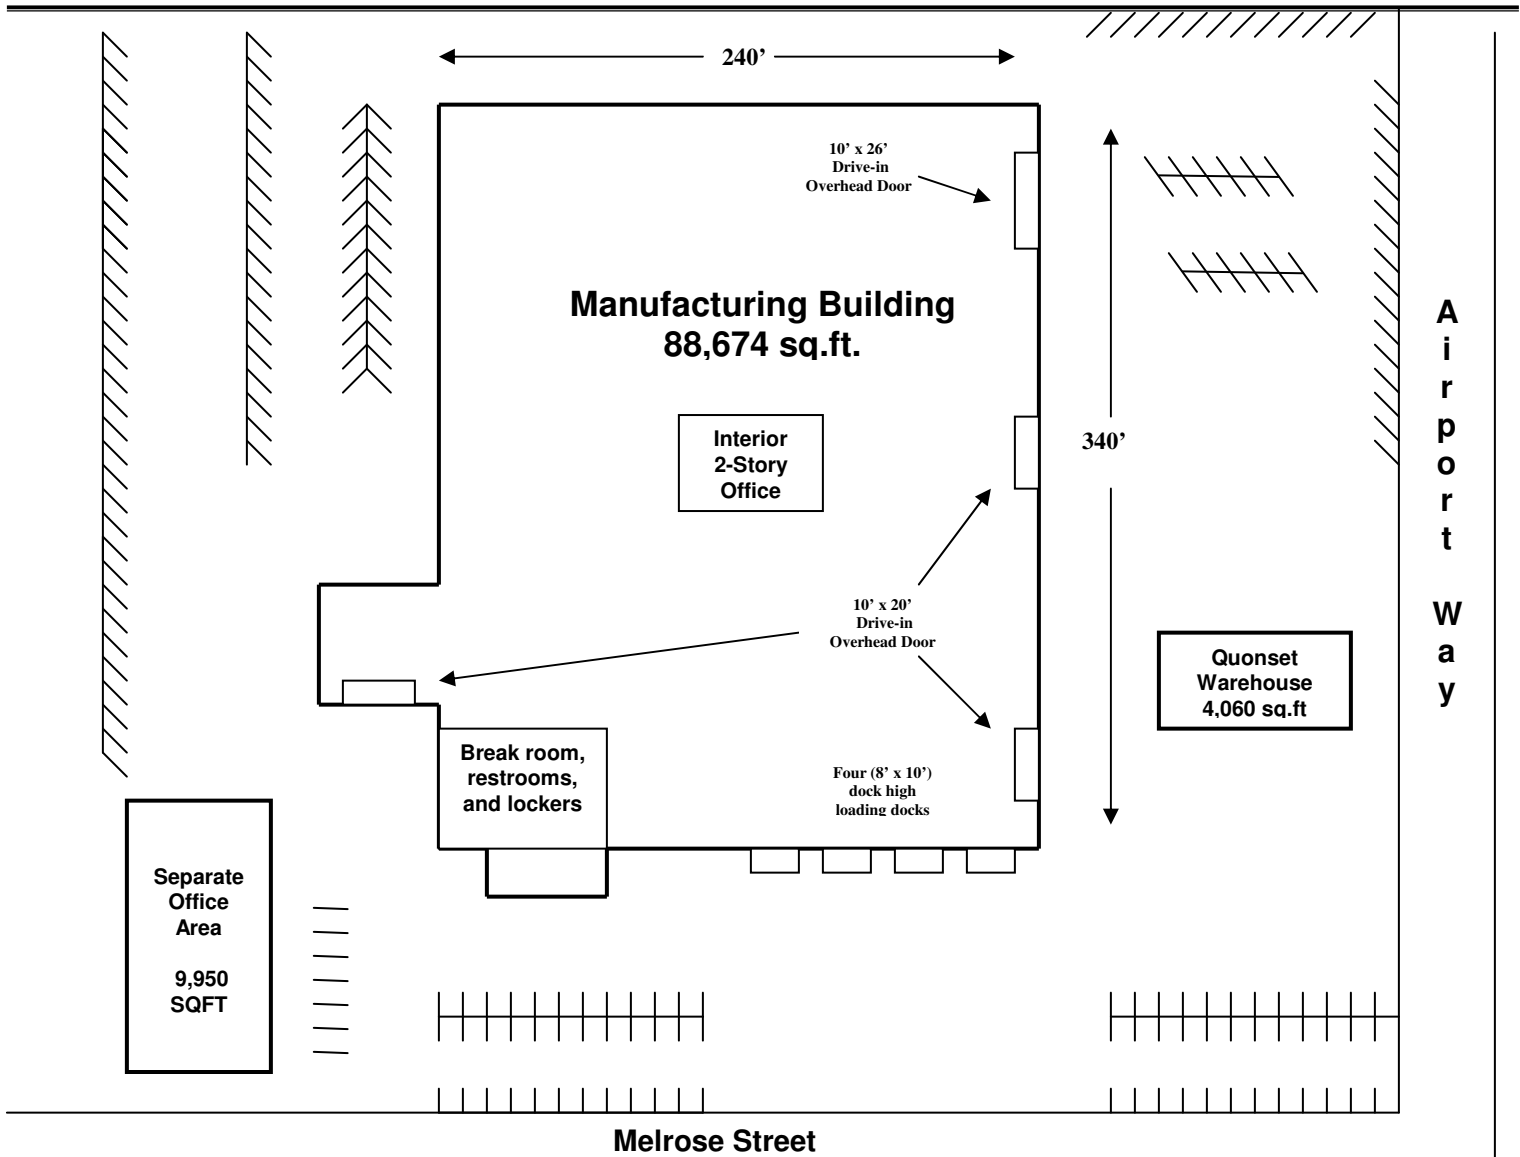 240’
10’ x 26’
Drive-in
Overhead Door
Manufacturing Building
88,674 sq.ft.
Interior
2-Story
Office
340’
Airport Way
10’ x 20’
Drive-in
Overhead Door
Quonset
Warehouse
4,060 sq.ft
Break room,
restrooms,
and lockers
Four (8’ x 10’)
dock high
loading docks
Separate
Office
Area
9,950
SQFT
Melrose Street